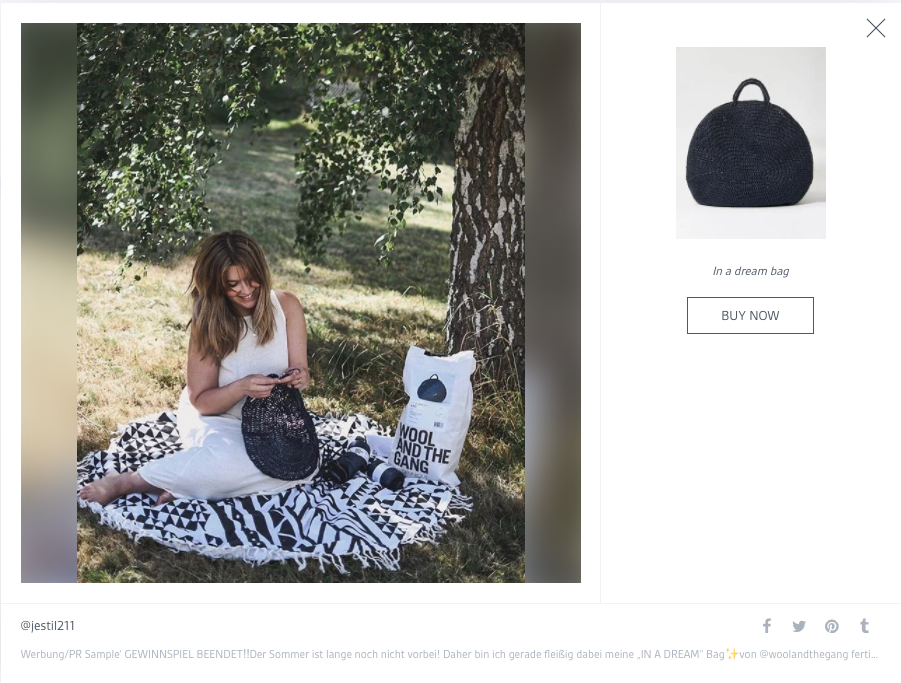 WOOL
AND THE
GANG
In a dream bag
BUY NOW
@jestil211
Werbung/PR Sample' GEWINNSPIEL BEENDET!!Der Sommer ist lange noch nicht vorbei! Daher bin ich gerade fleißig dabei meine „IN A DREAM" Bag✨von @woolandthegang ferti...